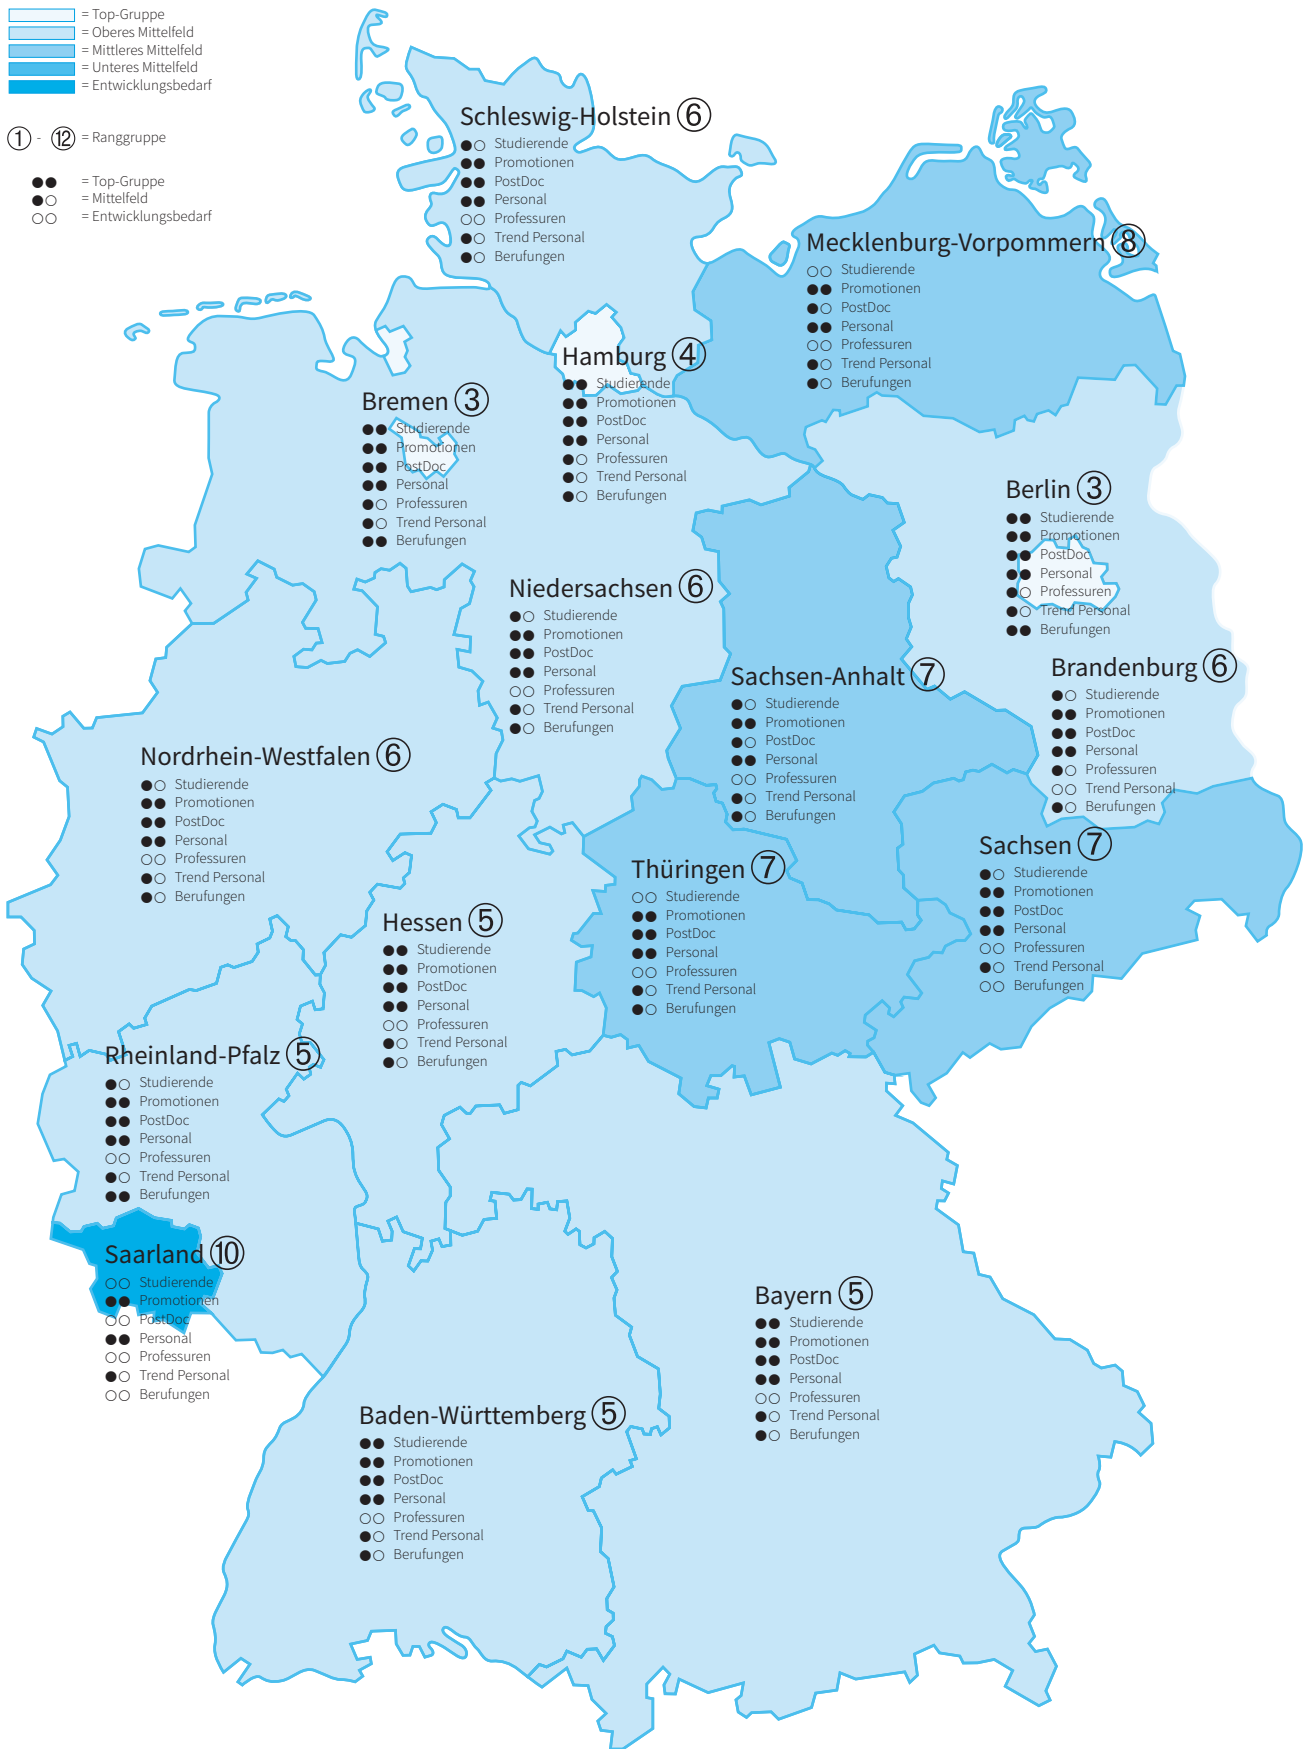 = Top-Gruppe
= Oberes Mittelfeld
= Mittleres Mittelfeld
= Unteres Mittelfeld
= Entwicklungsbedarf
① - ⑫ = Ranggruppe
●● = Top-Gruppe
●○ = Mittelfeld
○○ = Entwicklungsbedarf
Schleswig-Holstein ⑥
●○ Studierende
●● Promotionen
●● PostDoc
●● Personal
○○ Professuren
●○ Trend Personal
●○ Berufungen
Mecklenburg-Vorpommern ⑧
○○ Studierende
●● Promotionen
●○ PostDoc
●● Personal
○○ Professuren
●○ Trend Personal
●○ Berufungen
Hamburg ④
●● Studierende
●● Promotionen
●● PostDoc
●● Personal
●○ Professuren
●○ Trend Personal
●○ Berufungen
Bremen ③
●● Studierende
●● Promotionen
●● PostDoc
●● Personal
●○ Professuren
●○ Trend Personal
●● Berufungen
Berlin ③
●● Studierende
●● Promotionen
●● PostDoc
●● Personal
●○ Professuren
●○ Trend Personal
●● Berufungen
Niedersachsen ⑥
●○ Studierende
●● Promotionen
●● PostDoc
●● Personal
○○ Professuren
●○ Trend Personal
●○ Berufungen
Sachsen-Anhalt ⑦
●○ Studierende
●● Promotionen
●○ PostDoc
●● Personal
○○ Professuren
●○ Trend Personal
●○ Berufungen
Brandenburg ⑥
●○ Studierende
●● Promotionen
●● PostDoc
●● Personal
●○ Professuren
○○ Trend Personal
●○ Berufungen
Nordrhein-Westfalen ⑥
●○ Studierende
●● Promotionen
●● PostDoc
●● Personal
○○ Professuren
●○ Trend Personal
●○ Berufungen
Sachsen ⑦
●○ Studierende
●● Promotionen
●● PostDoc
●● Personal
○○ Professuren
●○ Trend Personal
○○ Berufungen
Thüringen ⑦
○○ Studierende
●● Promotionen
●● PostDoc
●● Personal
○○ Professuren
●○ Trend Personal
●○ Berufungen
Hessen ⑤
●● Studierende
●● Promotionen
●● PostDoc
●● Personal
○○ Professuren
●○ Trend Personal
●○ Berufungen
Rheinland-Pfalz ⑤
●○ Studierende
●● Promotionen
●● PostDoc
●● Personal
○○ Professuren
●○ Trend Personal
●● Berufungen
Saarland ⑩
○○ Studierende
●● Promotionen
○○ PostDoc
●● Personal
○○ Professuren
●○ Trend Personal
○○ Berufungen
Bayern ⑤
●● Studierende
●● Promotionen
●● PostDoc
●● Personal
○○ Professuren
●○ Trend Personal
●○ Berufungen
Baden-Württemberg ⑤
●● Studierende
●● Promotionen
●● PostDoc
●● Personal
○○ Professuren
●○ Trend Personal
●○ Berufungen